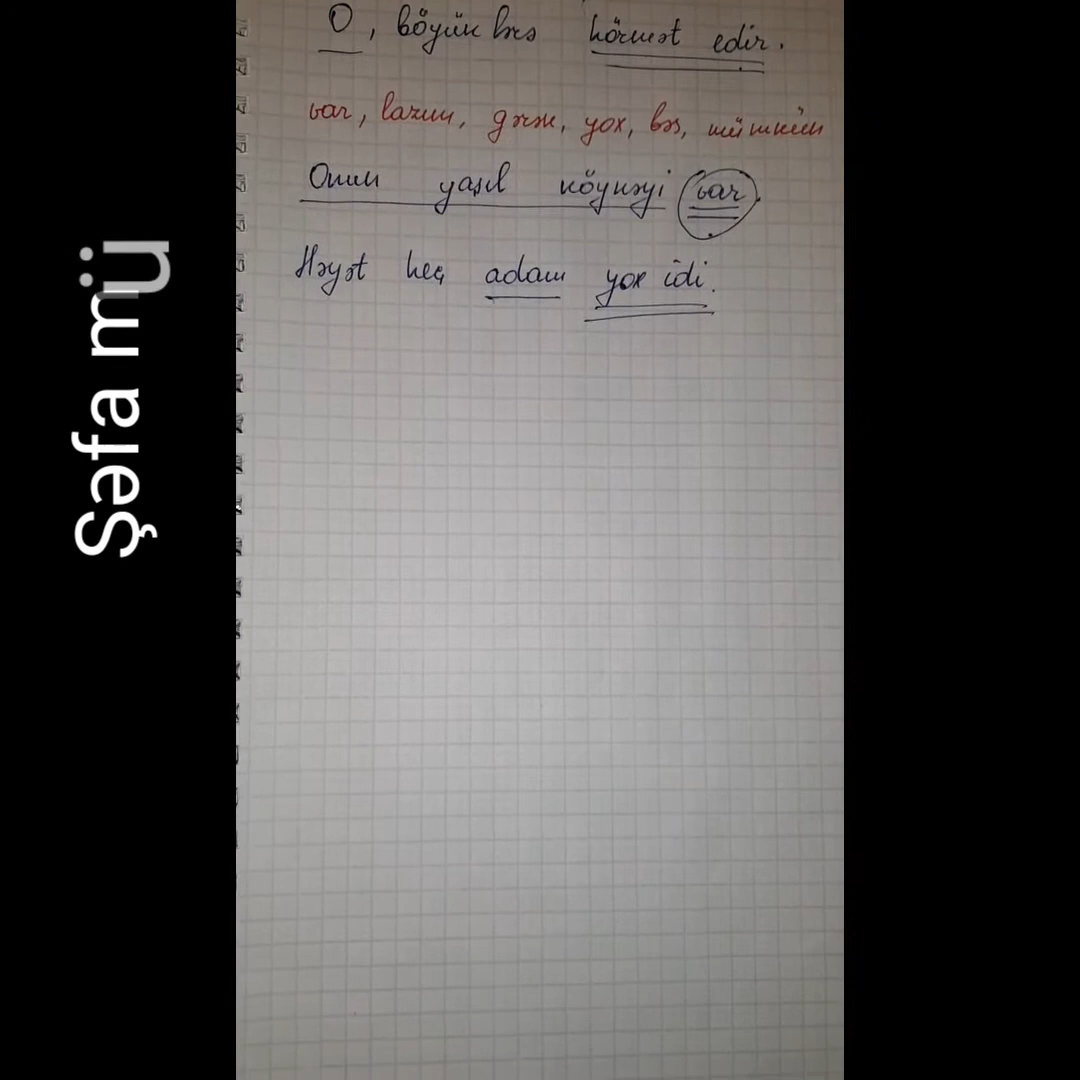 O, böyük hörmət edir.
var, lazım, gərək, yox, bəs, mümkün
Onun yaşıl köynəyi var.
Həyət heç adam yox idi.
Şəfa mü